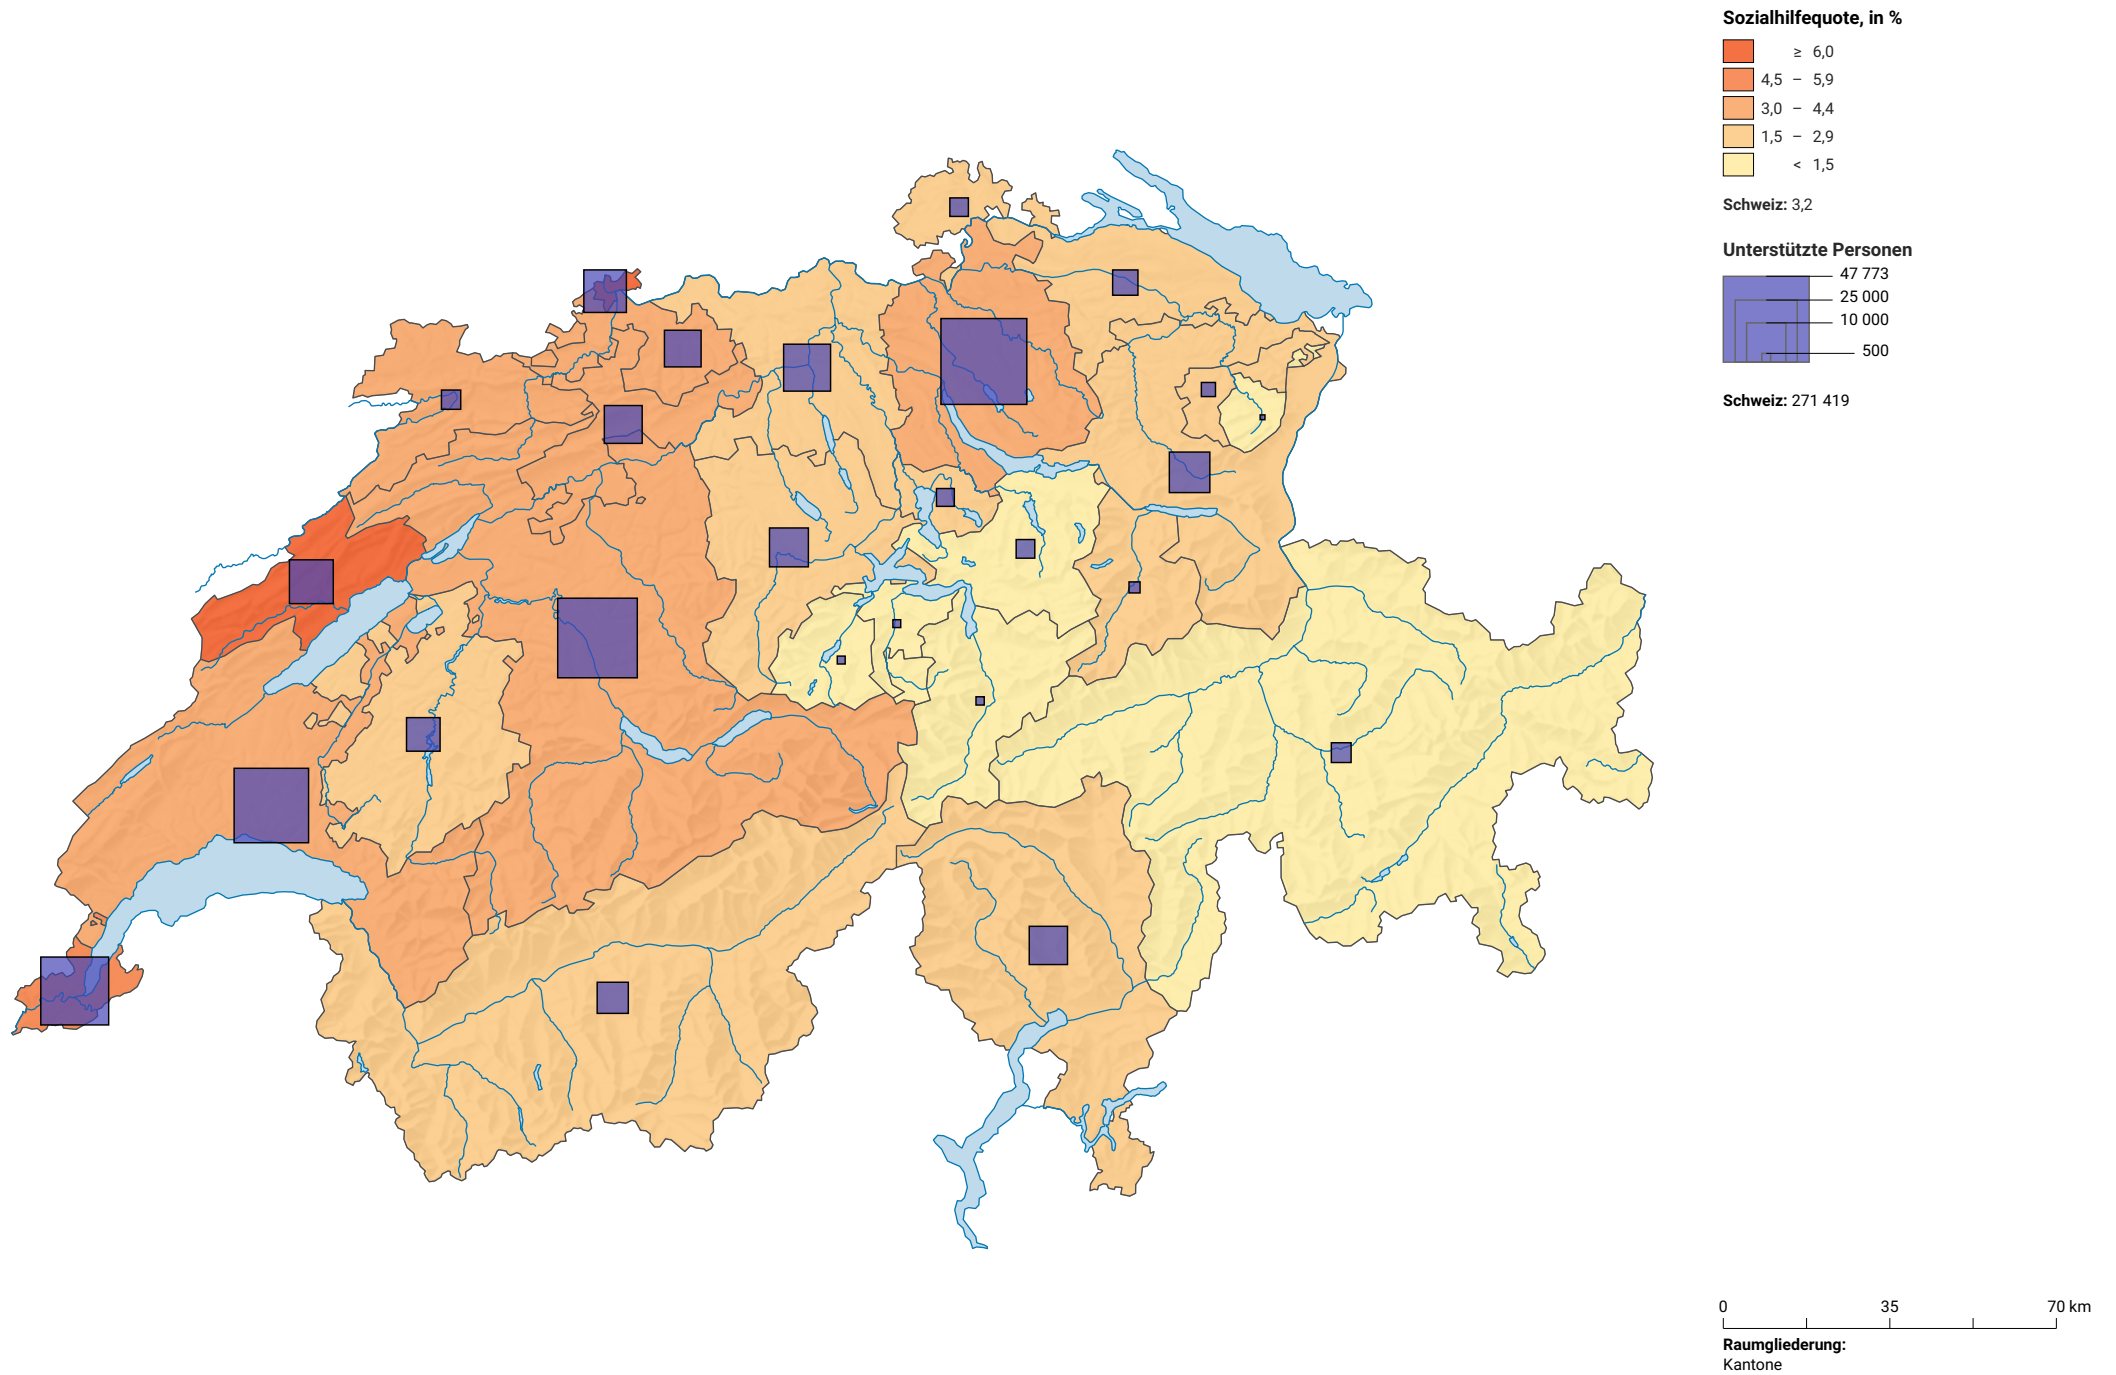 Sozialhilfequote, in %
≥ 6,0
4,5 – 5,9
3,0 – 4,4
1,5 – 2,9
< 1,5
Schweiz: 3,2
Unterstützte Personen
47 773
25 000
10 000
500
Schweiz: 271 419
0 35 70 km
Raumgliederung:
Kantone